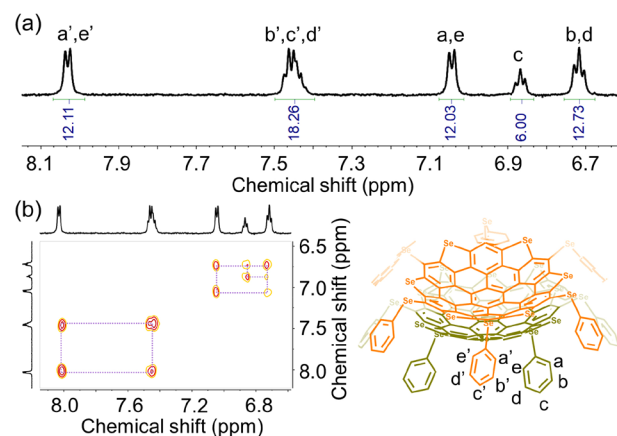 (a)
a',e'
b',c',d'
a,e
c
b,d
12.11
18.26
12.03
6.00
12.73
8.1 7.9 7.7 7.5 7.3 7.1 6.9 6.7
Chemical shift (ppm)
(b)
6.5
7.0
7.5
8.0
Chemical shift (ppm)
8.0 7.6 7.2 6.8
Chemical shift (ppm)
Se
Se
Se
Se
Se
Se
Se
Se
Se
Se
Se
Se
Se
e' a' e a
d' b' d b
c' c